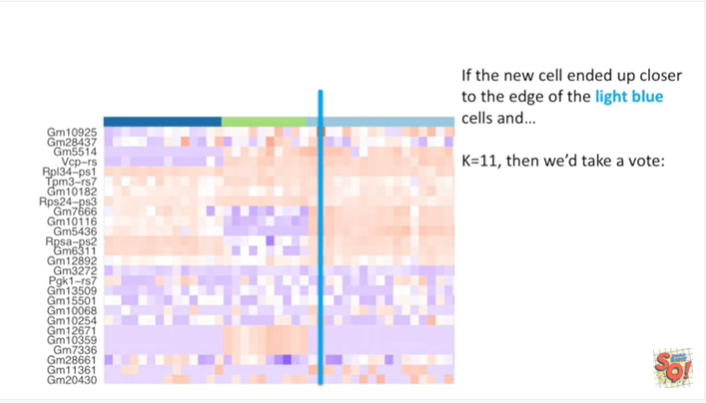 If the new cell ended up closer
to the edge of the light blue
cells and...
K=11, then we'd take a vote:
Gm10925
Gm28437
Gm5514
Vcp-rs
Rpl34-ps1
Tpm3-rs7
Gm10182
Rps24-ps3
Gm7666
Gm10116
Gm5436
Rpsa-ps2
Gm6311
Gm12892
Gm3272
Pgk1-rs7
Gm13509
Gm15501
Gm10068
Gm10254
Gm12671
Gm10359
Gm7336
Gm28661
Gm11361
Gm20430
SQ!